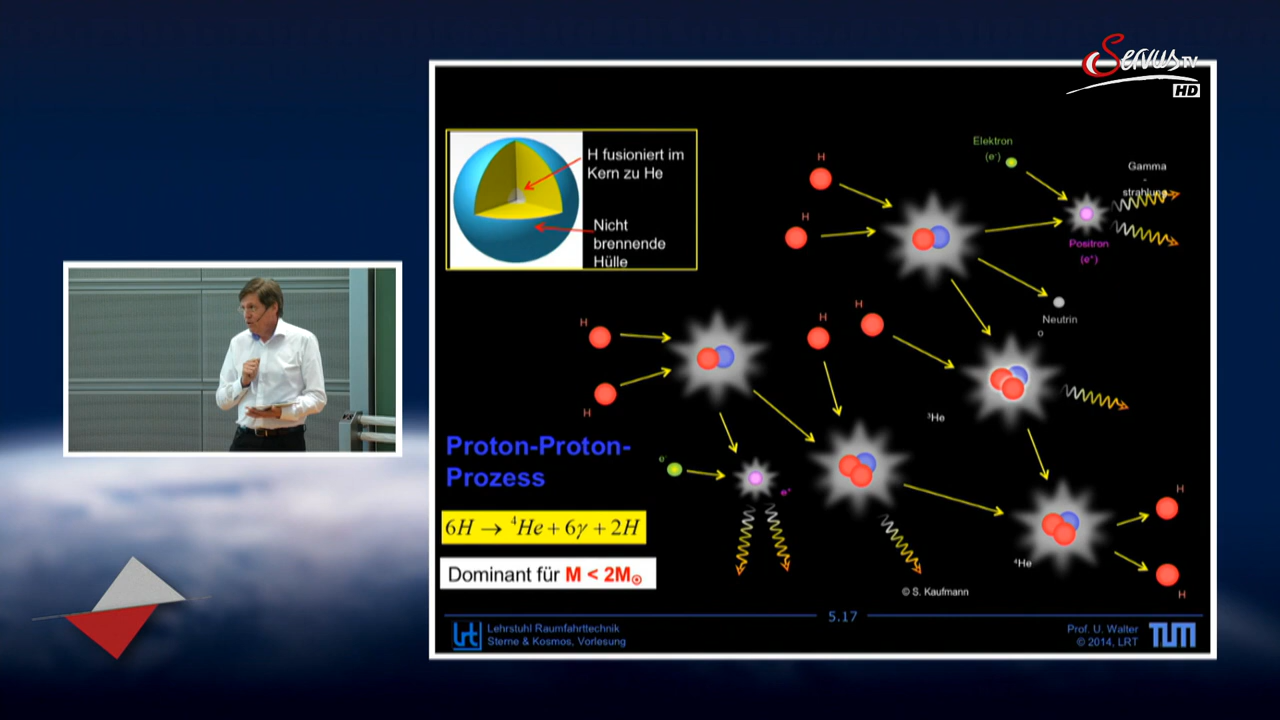 Servus TV
HD
H fusioniert im
Kern zu He
Nicht
brennende
Hülle
H
H
Elektron
(e-)
Gamma
-
strahlung
Positron
(e+)
Neutrin
o
H
H
H
H
³He
Proton-Proton-
Prozess
e-
e+
6H → ⁴He + 6γ + 2H
Dominant für M < 2M☉
⁴He
H
H
© S. Kaufmann
5.17
lrt
Lehrstuhl Raumfahrttechnik
Sterne & Kosmos, Vorlesung
Prof. U. Walter
© 2014, LRT
TUM